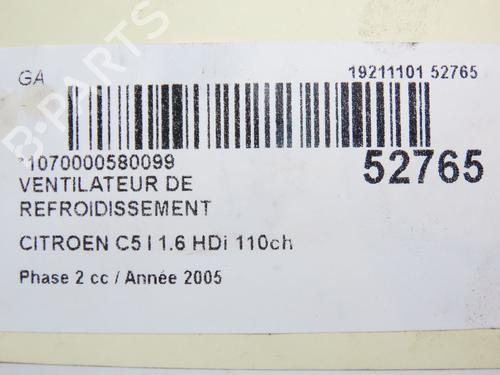 GA
19211101 52765
*1070000580099
52765
VENTILATEUR DE
REFROIDISSEMENT
CITROEN C5 I 1.6 HDi 110ch
Phase 2 cc / Année 2005
B-PARTS